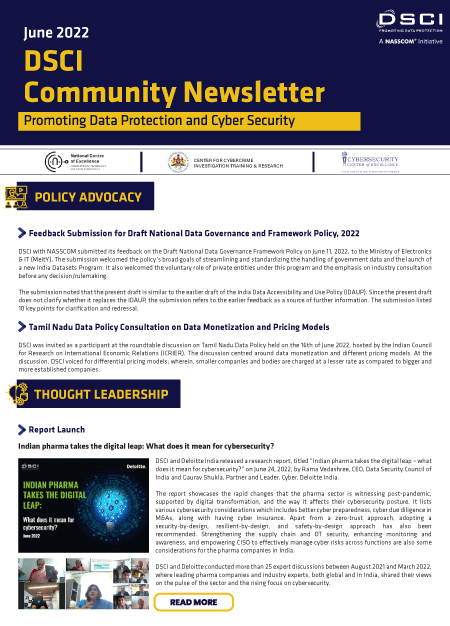 June 2022
DSCI
PROMOTING DATA PROTECTION
A NASSCOM® Initiative
DSCI
Community Newsletter
Promoting Data Protection and Cyber Security
National Centre
of Excellence
CENTER FOR CYBERCRIME
INVESTIGATION TRAINING & RESEARCH
CYBERSECURITY
CENTER of EXCELLENCE
POLICY ADVOCACY
Feedback Submission for Draft National Data Governance and Framework Policy, 2022
DSCI with NASSCOM submitted its feedback on the Draft National Data Governance Framework Policy on June 11, 2022, to the Ministry of Electronics
& IT (MeitY). The submission welcomed the policy's broad goals of streamlining and standardizing the handling of government data and the launch of
a new India Datasets Program. It also welcomed the voluntary role of private entities under this program and the emphasis on industry consultation
before any decision/rulemaking.
The submission noted that the present draft is similar to the earlier draft of the India Data Accessibility and Use Policy (IDAUP). Since the present draft
does not clarify whether it replaces the IDAUP, the submission refers to the earlier feedback as a source of further information. The submission listed
10 key points for clarification and redressal.
Tamil Nadu Data Policy Consultation on Data Monetization and Pricing Models
DSCI was invited as a participant at the roundtable discussion on Tamil Nadu Data Policy held on the 16th of June 2022, hosted by the Indian Council
for Research on International Economic Relations (ICRIER). The discussion centred around data monetization and different pricing models. At the
discussion, DSCI voiced for differential pricing models; wherein, smaller companies and bodies are charged at a lesser rate as compared to bigger and
more established companies.
THOUGHT LEADERSHIP
Report Launch
Indian pharma takes the digital leap: What does it mean for cybersecurity?
DSCI
Deloitte.
INDIAN PHARMA
TAKES THE DIGITAL
LEAP:
What does it mean for
cybersecurity?
June 2022
DSCI and Deloitte India released a research report, titled "Indian pharma takes the digital leap – what
does it mean for cybersecurity?" on June 24, 2022, by Rama Vedashree, CEO, Data Security Council of
India and Gaurav Shukla, Partner and Leader, Cyber, Deloitte India.
The report showcases the rapid changes that the pharma sector is witnessing post-pandemic,
supported by digital transformation, and the way it affects their cybersecurity posture. It lists
various cybersecurity considerations which includes better cyber preparedness, cyber due diligence in
M&As, along with having cyber insurance. Apart from a zero-trust approach, adopting a
security-by-design, resilient-by-design, and safety-by-design approach has also been
recommended. Strengthening the supply chain and OT security, enhancing monitoring and
awareness, and empowering CISO to effectively manage cyber risks across functions are also some
considerations for the pharma companies in India.
DSCI and Deloitte conducted more than 25 expert discussions between August 2021 and March 2022,
where leading pharma companies and industry experts, both global and in India, shared their views
on the pulse of the sector and the rising focus on cybersecurity.
READ MORE